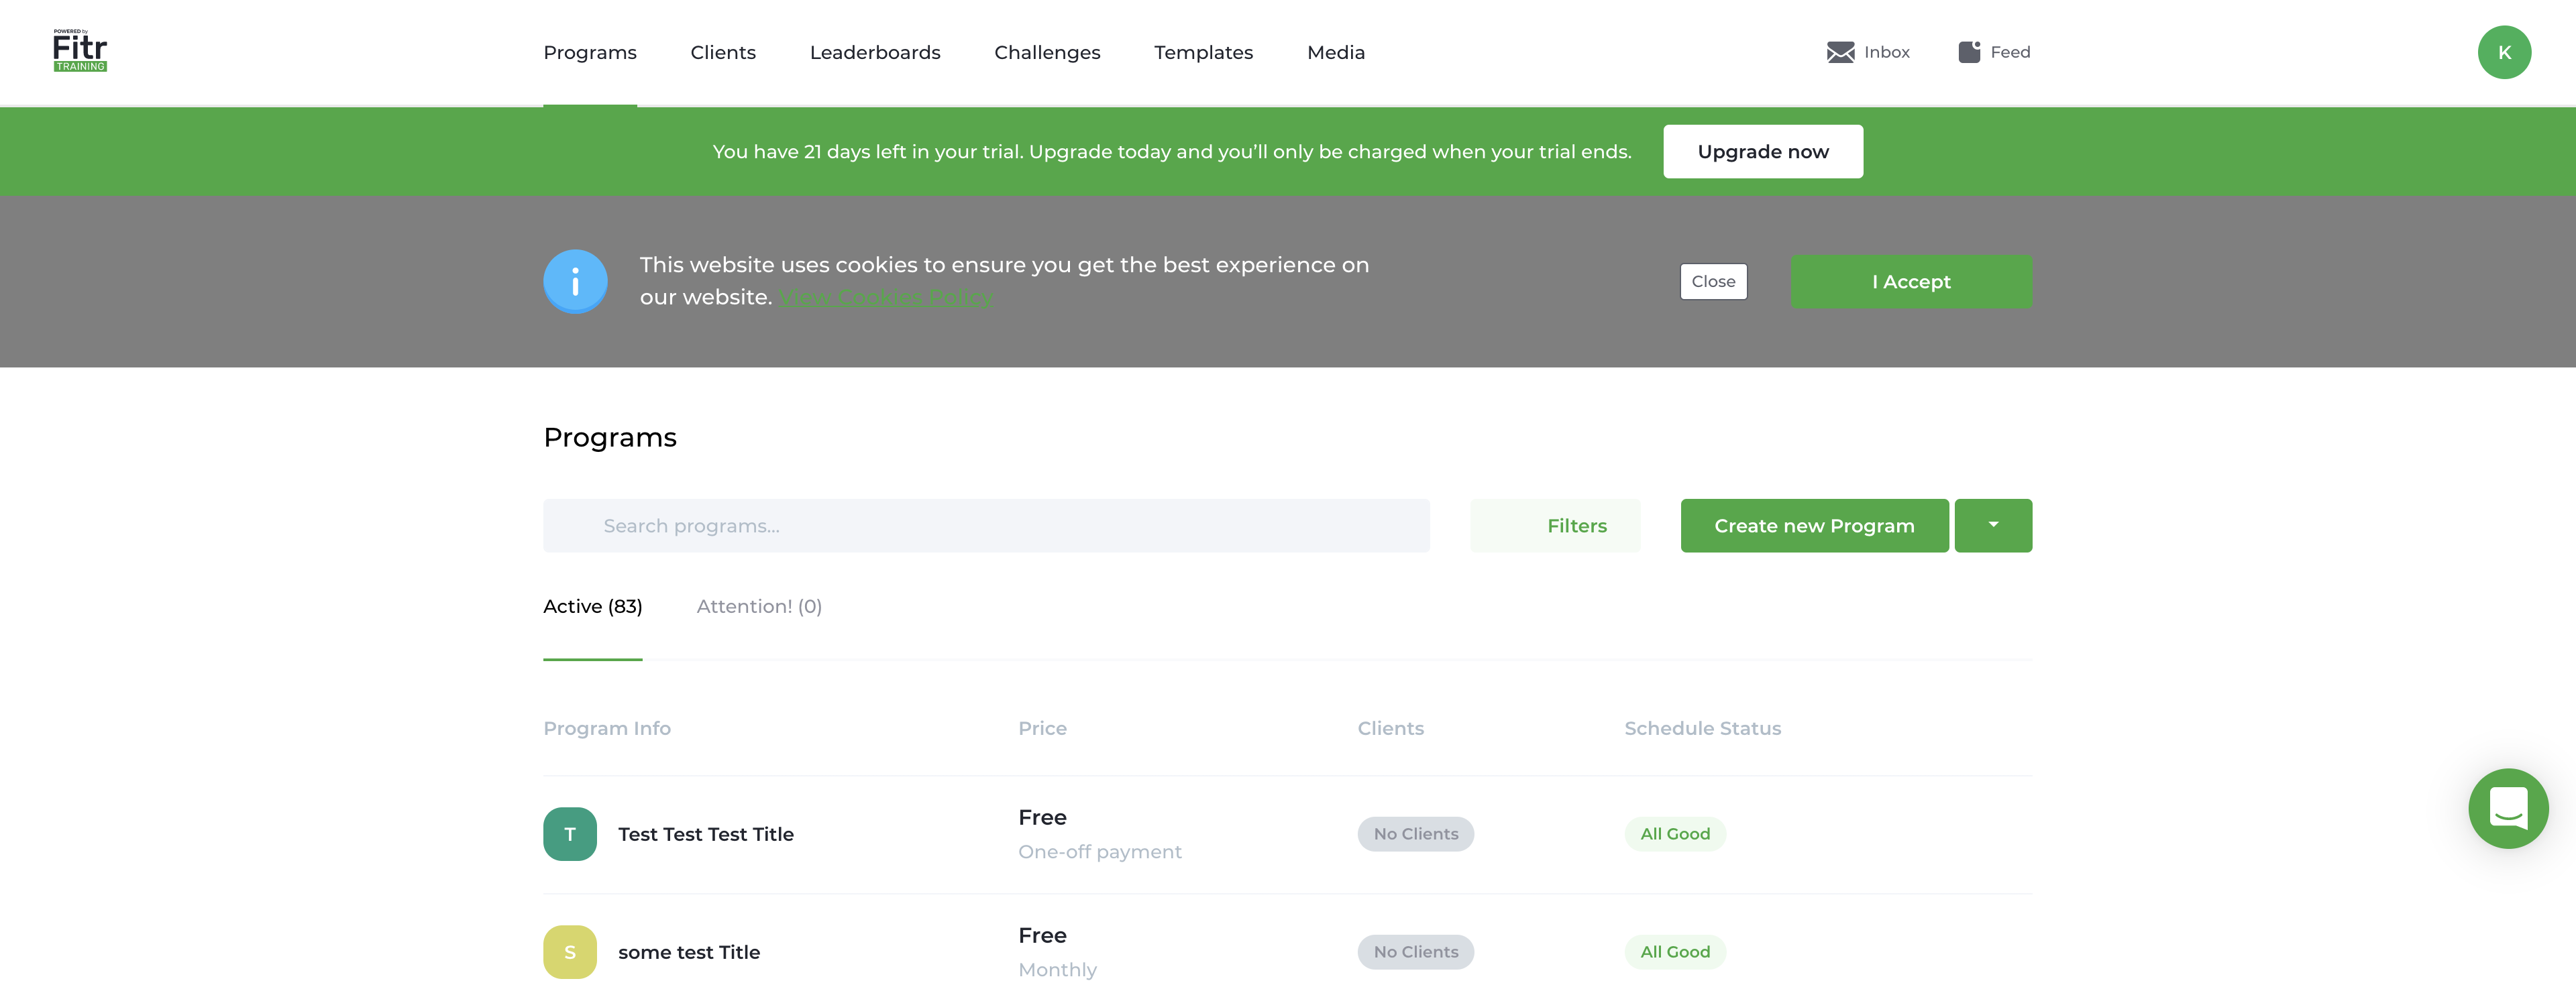 POWERED by
Fitr
TRAINING
Programs Clients Leaderboards Challenges Templates Media Inbox Feed K
You have 21 days left in your trial. Upgrade today and you’ll only be charged when your trial ends. Upgrade now
This website uses cookies to ensure you get the best experience on
our website. View Cookies Policy
Close I Accept
Programs
Search programs... Filters Create new Program
Active (83) Attention! (0)
Program Info Price Clients Schedule Status
T Test Test Test Title Free One-off payment No Clients All Good
S some test Title Free Monthly No Clients All Good